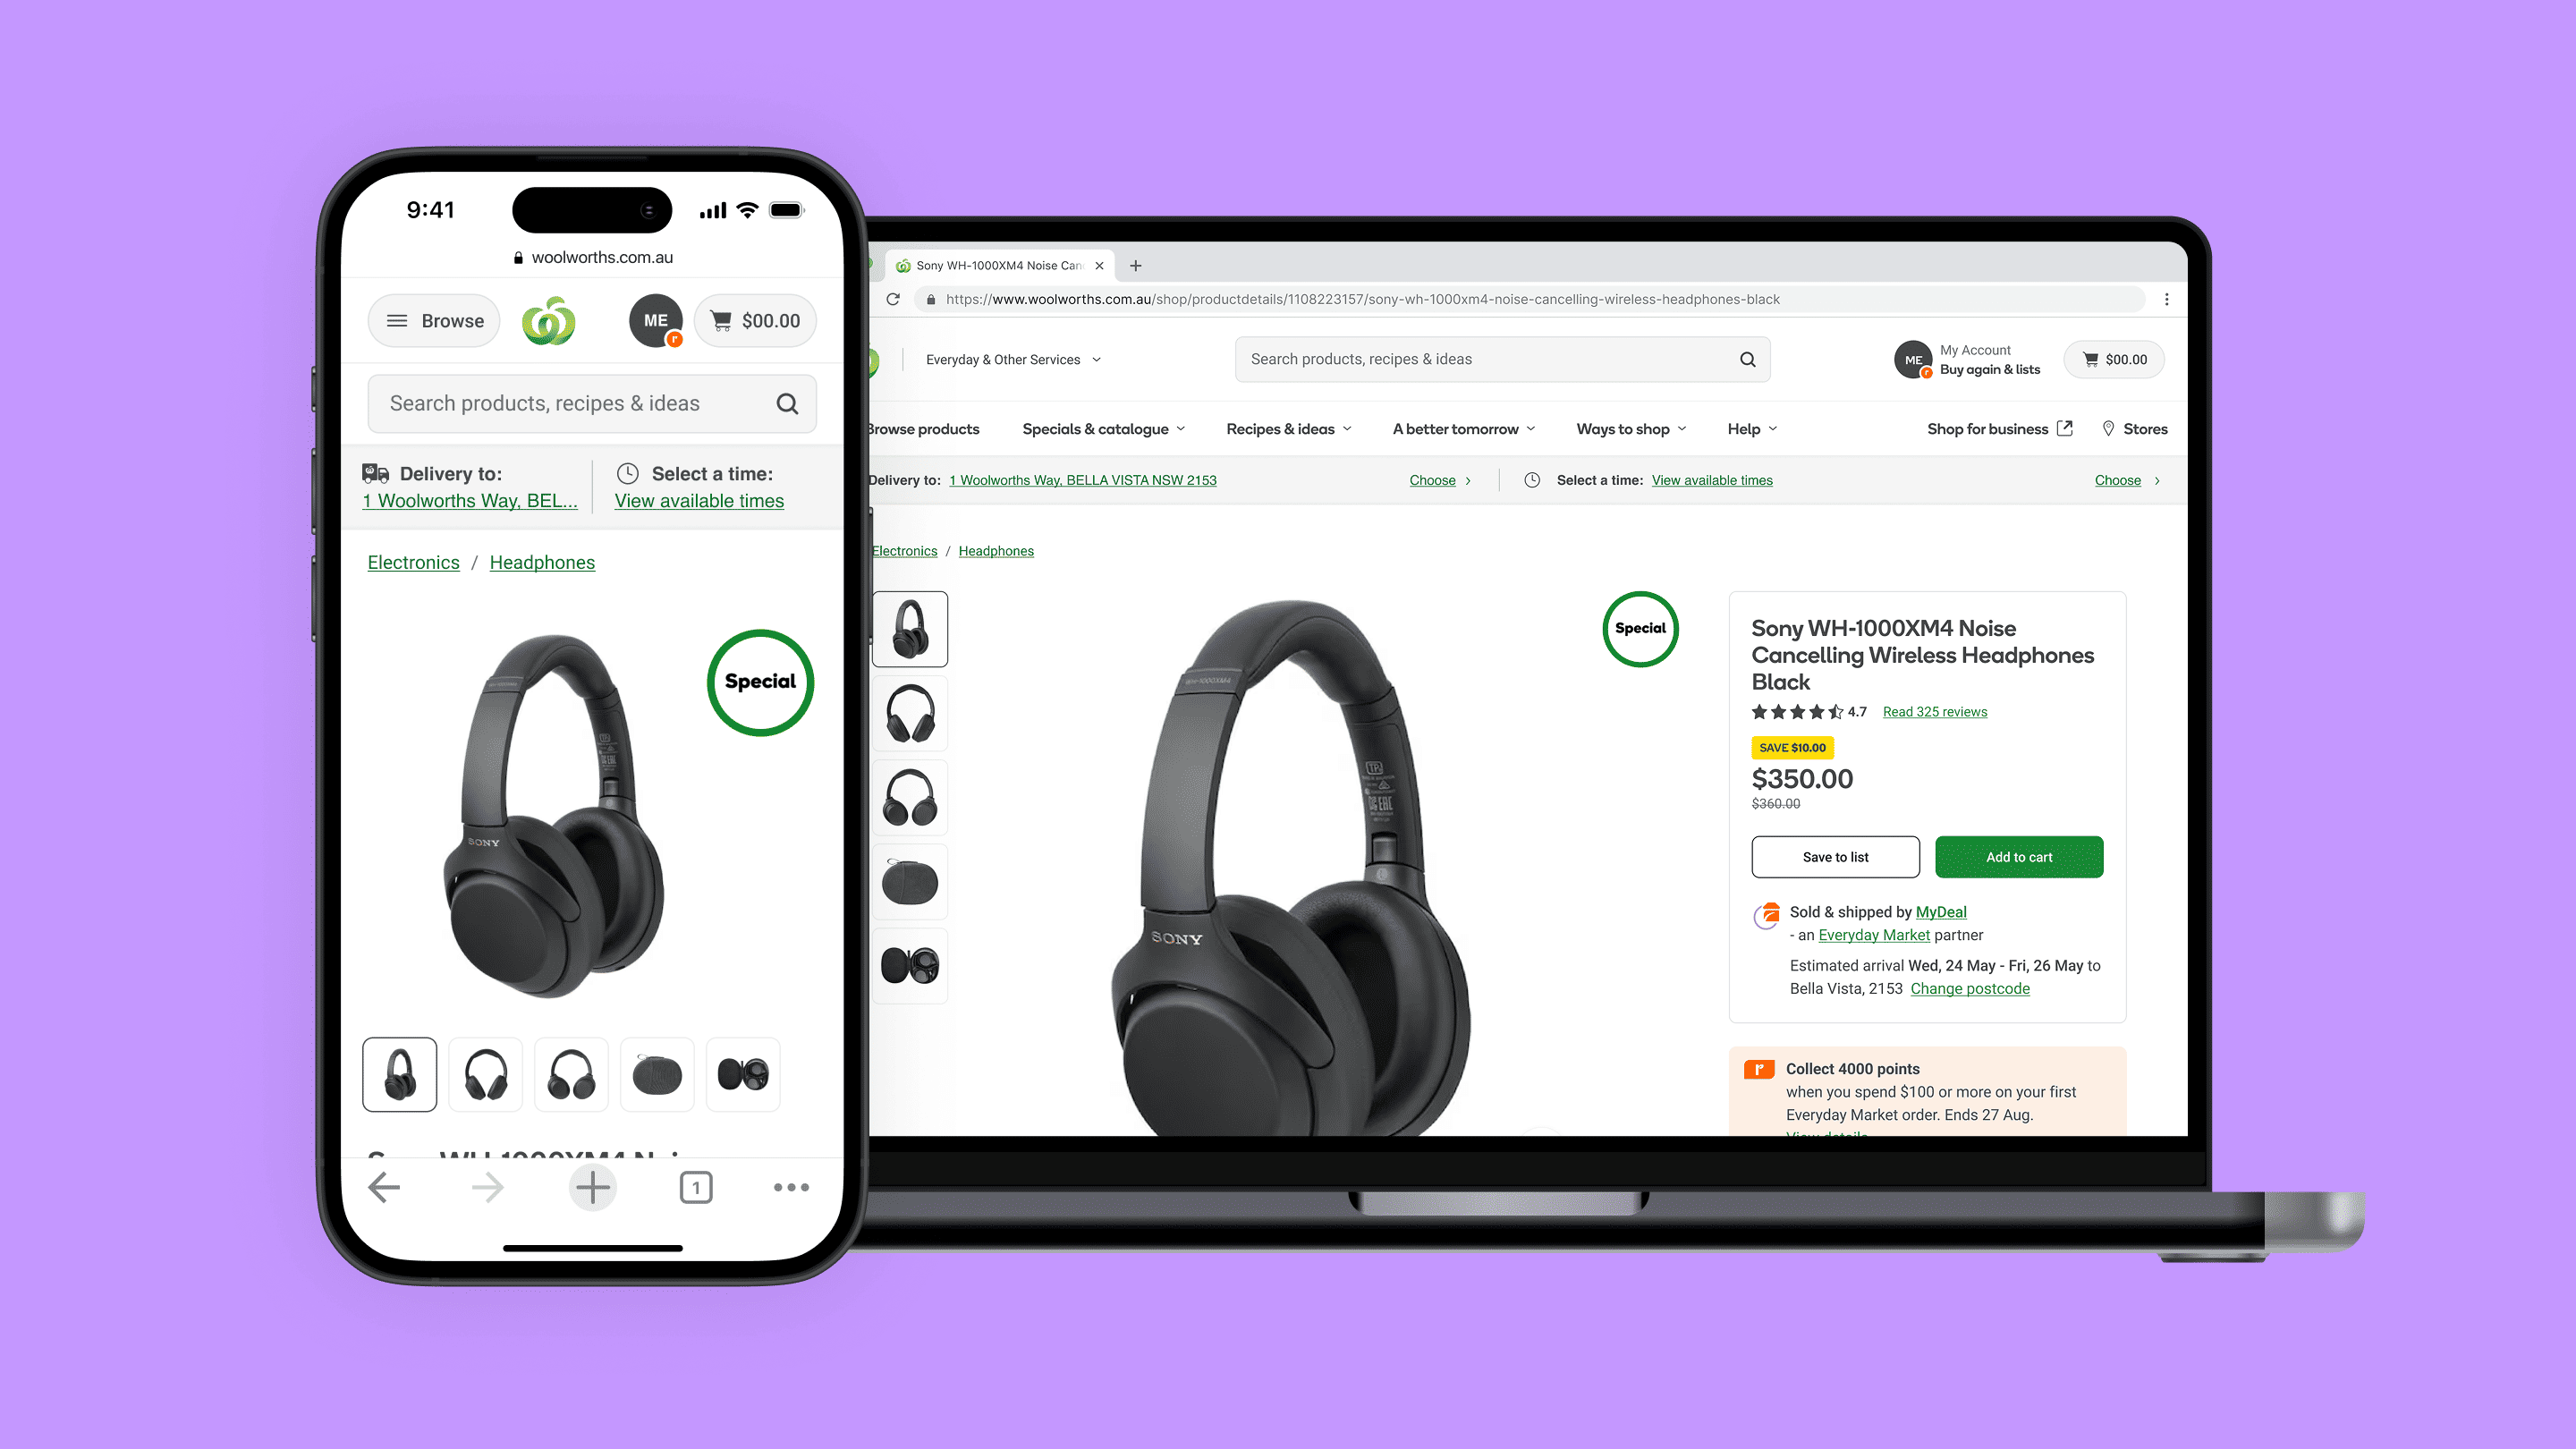 9:41
woolworths.com.au
Browse
ME
$00.00
Search products, recipes & ideas
Delivery to:
1 Woolworths Way, BEL...
Select a time:
View available times
Electronics / Headphones
Special
SONY
WH-1000XM4
1
Sony WH-1000XM4 Noise Can
https://www.woolworths.com.au/shop/productdetails/1108223157/sony-wh-1000xm4-noise-cancelling-wireless-headphones-black
Everyday & Other Services
Search products, recipes & ideas
ME
My Account
Buy again & lists
$00.00
Browse products
Specials & catalogue
Recipes & ideas
A better tomorrow
Ways to shop
Help
Shop for business
Stores
Delivery to: 1 Woolworths Way, BELLA VISTA NSW 2153
Choose
Select a time: View available times
Choose
Electronics / Headphones
SONY
Special
Sony WH-1000XM4 Noise
Cancelling Wireless Headphones
Black
4.7 Read 325 reviews
SAVE $10.00
$350.00
$360.00
Save to list
Add to cart
Sold & shipped by MyDeal
- an Everyday Market partner
Estimated arrival Wed, 24 May - Fri, 26 May to
Bella Vista, 2153 Change postcode
Collect 4000 points
when you spend $100 or more on your first
Everyday Market order. Ends 27 Aug.
View details